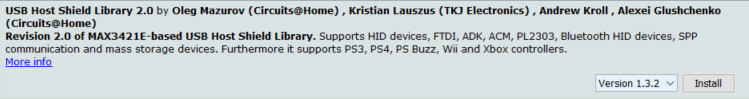 USB Host Shield Library 2.0 by Oleg Mazurov (Circuits@Home) , Kristian Lauszus (TKJ Electronics) , Andrew Kroll , Alexei Glushchenko
(Circuits@Home)
Revision 2.0 of MAX3421E-based USB Host Shield Library. Supports HID devices, FTDI, ADK, ACM, PL2303, Bluetooth HID devices, SPP
communication and mass storage devices. Furthermore it supports PS3, PS4, PS Buzz, Wii and Xbox controllers.
More info
Version 1.3.2 Install